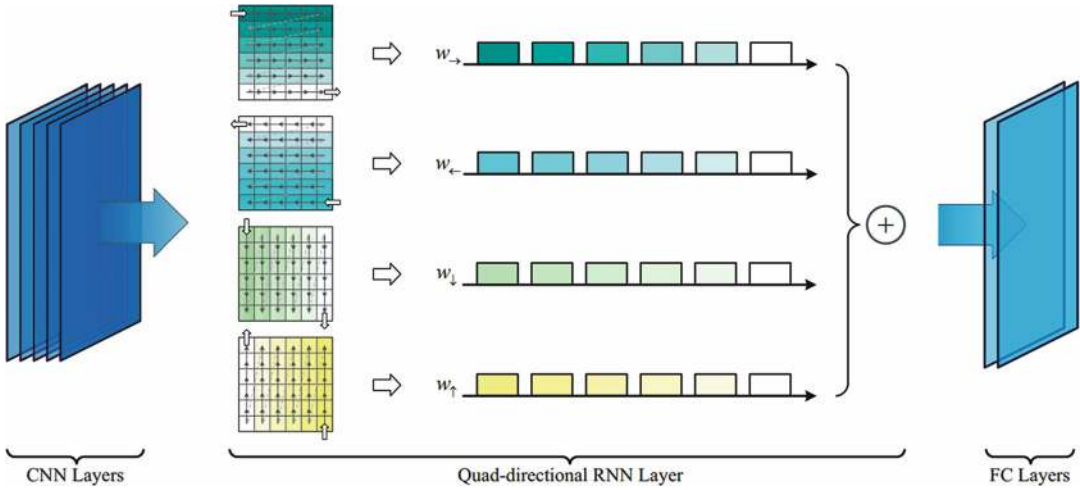 w→
w←
w↓
w↑
+
CNN Layers
Quad-directional RNN Layer
FC Layers